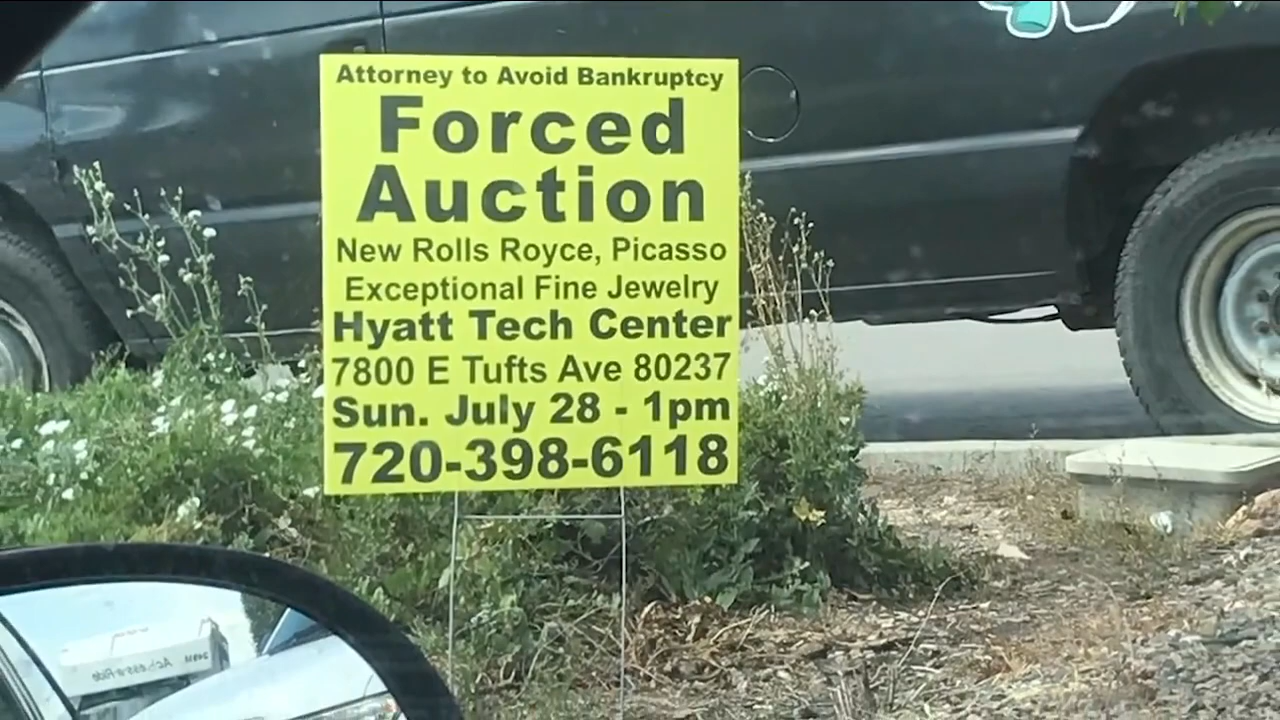 Attorney to Avoid Bankruptcy
Forced
Auction
New Rolls Royce, Picasso
Exceptional Fine Jewelry
Hyatt Tech Center
7800 E Tufts Ave 80237
Sun. July 28 - 1pm
720-398-6118